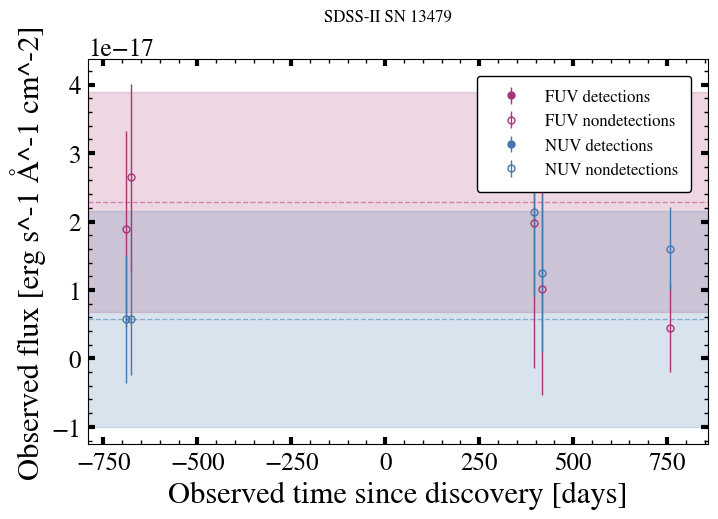 SDSS-II SN 13479
1e−17
Observed flux [erg s^-1 Å^-1 cm^-2]
4
3
2
1
0
−1
FUV detections
FUV nondetections
NUV detections
NUV nondetections
−750 −500 −250 0 250 500 750
Observed time since discovery [days]